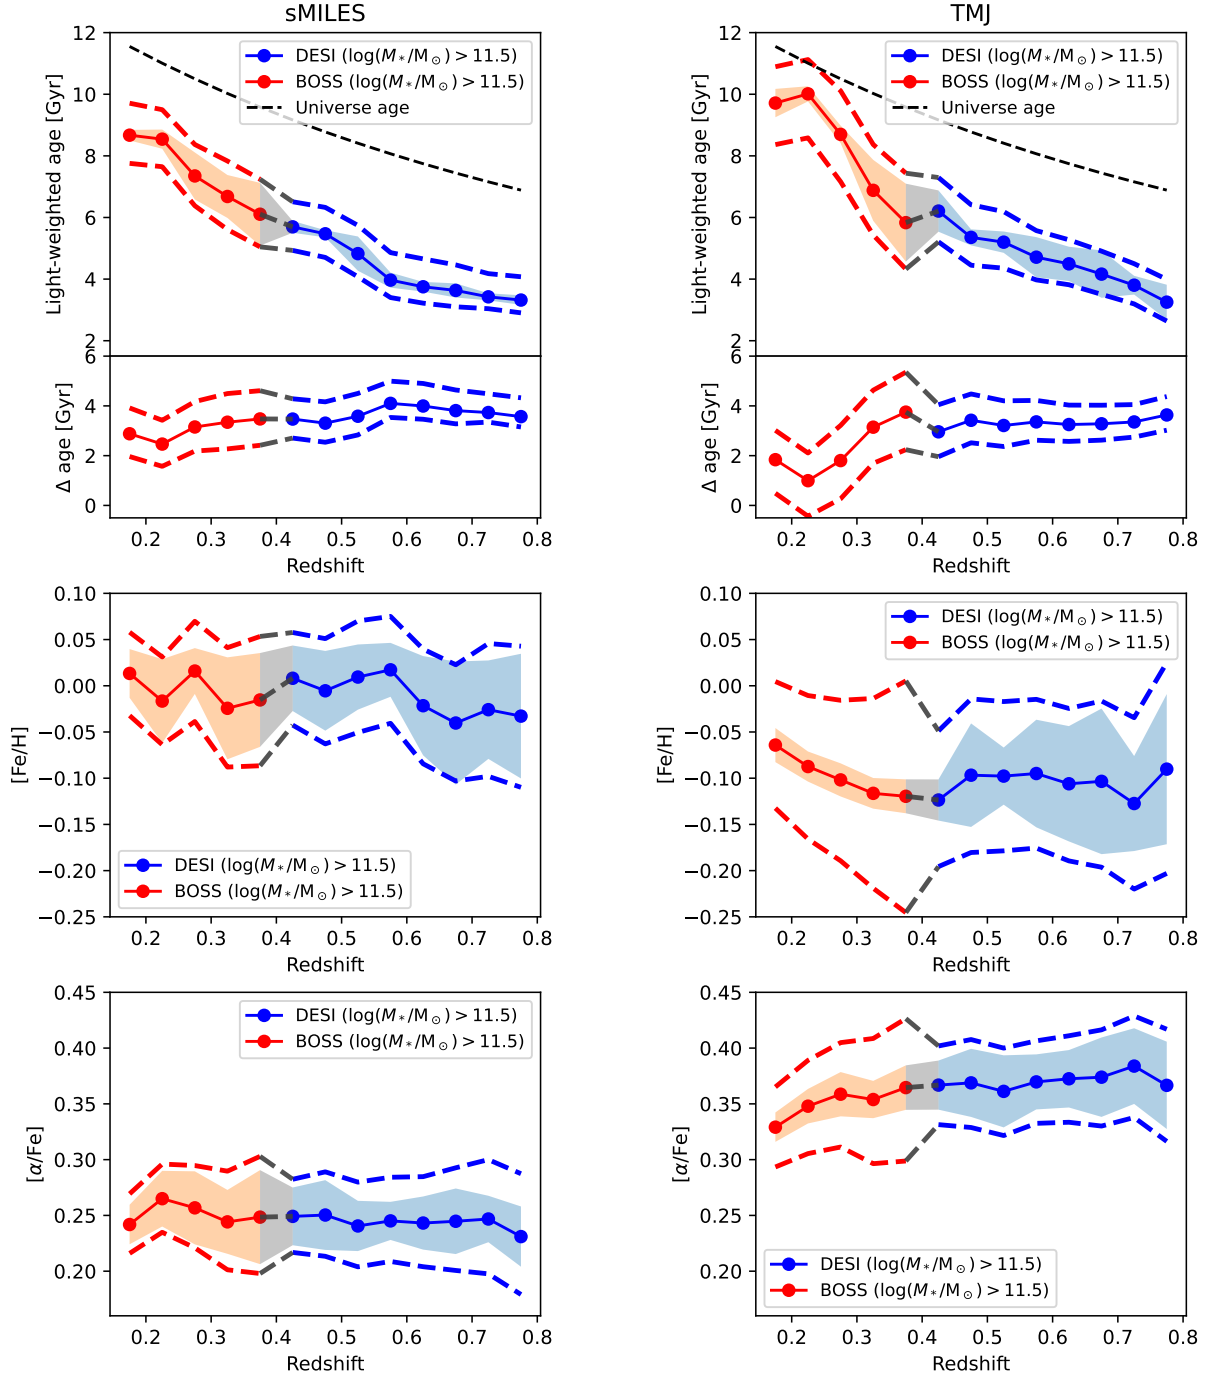 sMILES
12
10
8
6
4
2
Light-weighted age [Gyr]
DESI (log(M*/M⊙) > 11.5)
BOSS (log(M*/M⊙) > 11.5)
Universe age
6
4
2
0
Δ age [Gyr]
0.2 0.3 0.4 0.5 0.6 0.7 0.8
Redshift
TMJ
12
10
8
6
4
2
Light-weighted age [Gyr]
DESI (log(M*/M⊙) > 11.5)
BOSS (log(M*/M⊙) > 11.5)
Universe age
6
4
2
0
Δ age [Gyr]
0.2 0.3 0.4 0.5 0.6 0.7 0.8
Redshift
0.10
0.05
0.00
−0.05
−0.10
−0.15
−0.20
−0.25
[Fe/H]
DESI (log(M*/M⊙) > 11.5)
BOSS (log(M*/M⊙) > 11.5)
0.2 0.3 0.4 0.5 0.6 0.7 0.8
Redshift
0.10
0.05
0.00
−0.05
−0.10
−0.15
−0.20
−0.25
[Fe/H]
DESI (log(M*/M⊙) > 11.5)
BOSS (log(M*/M⊙) > 11.5)
0.2 0.3 0.4 0.5 0.6 0.7 0.8
Redshift
0.45
0.40
0.35
0.30
0.25
0.20
[α/Fe]
DESI (log(M*/M⊙) > 11.5)
BOSS (log(M*/M⊙) > 11.5)
0.2 0.3 0.4 0.5 0.6 0.7 0.8
Redshift
0.45
0.40
0.35
0.30
0.25
0.20
[α/Fe]
DESI (log(M*/M⊙) > 11.5)
BOSS (log(M*/M⊙) > 11.5)
0.2 0.3 0.4 0.5 0.6 0.7 0.8
Redshift